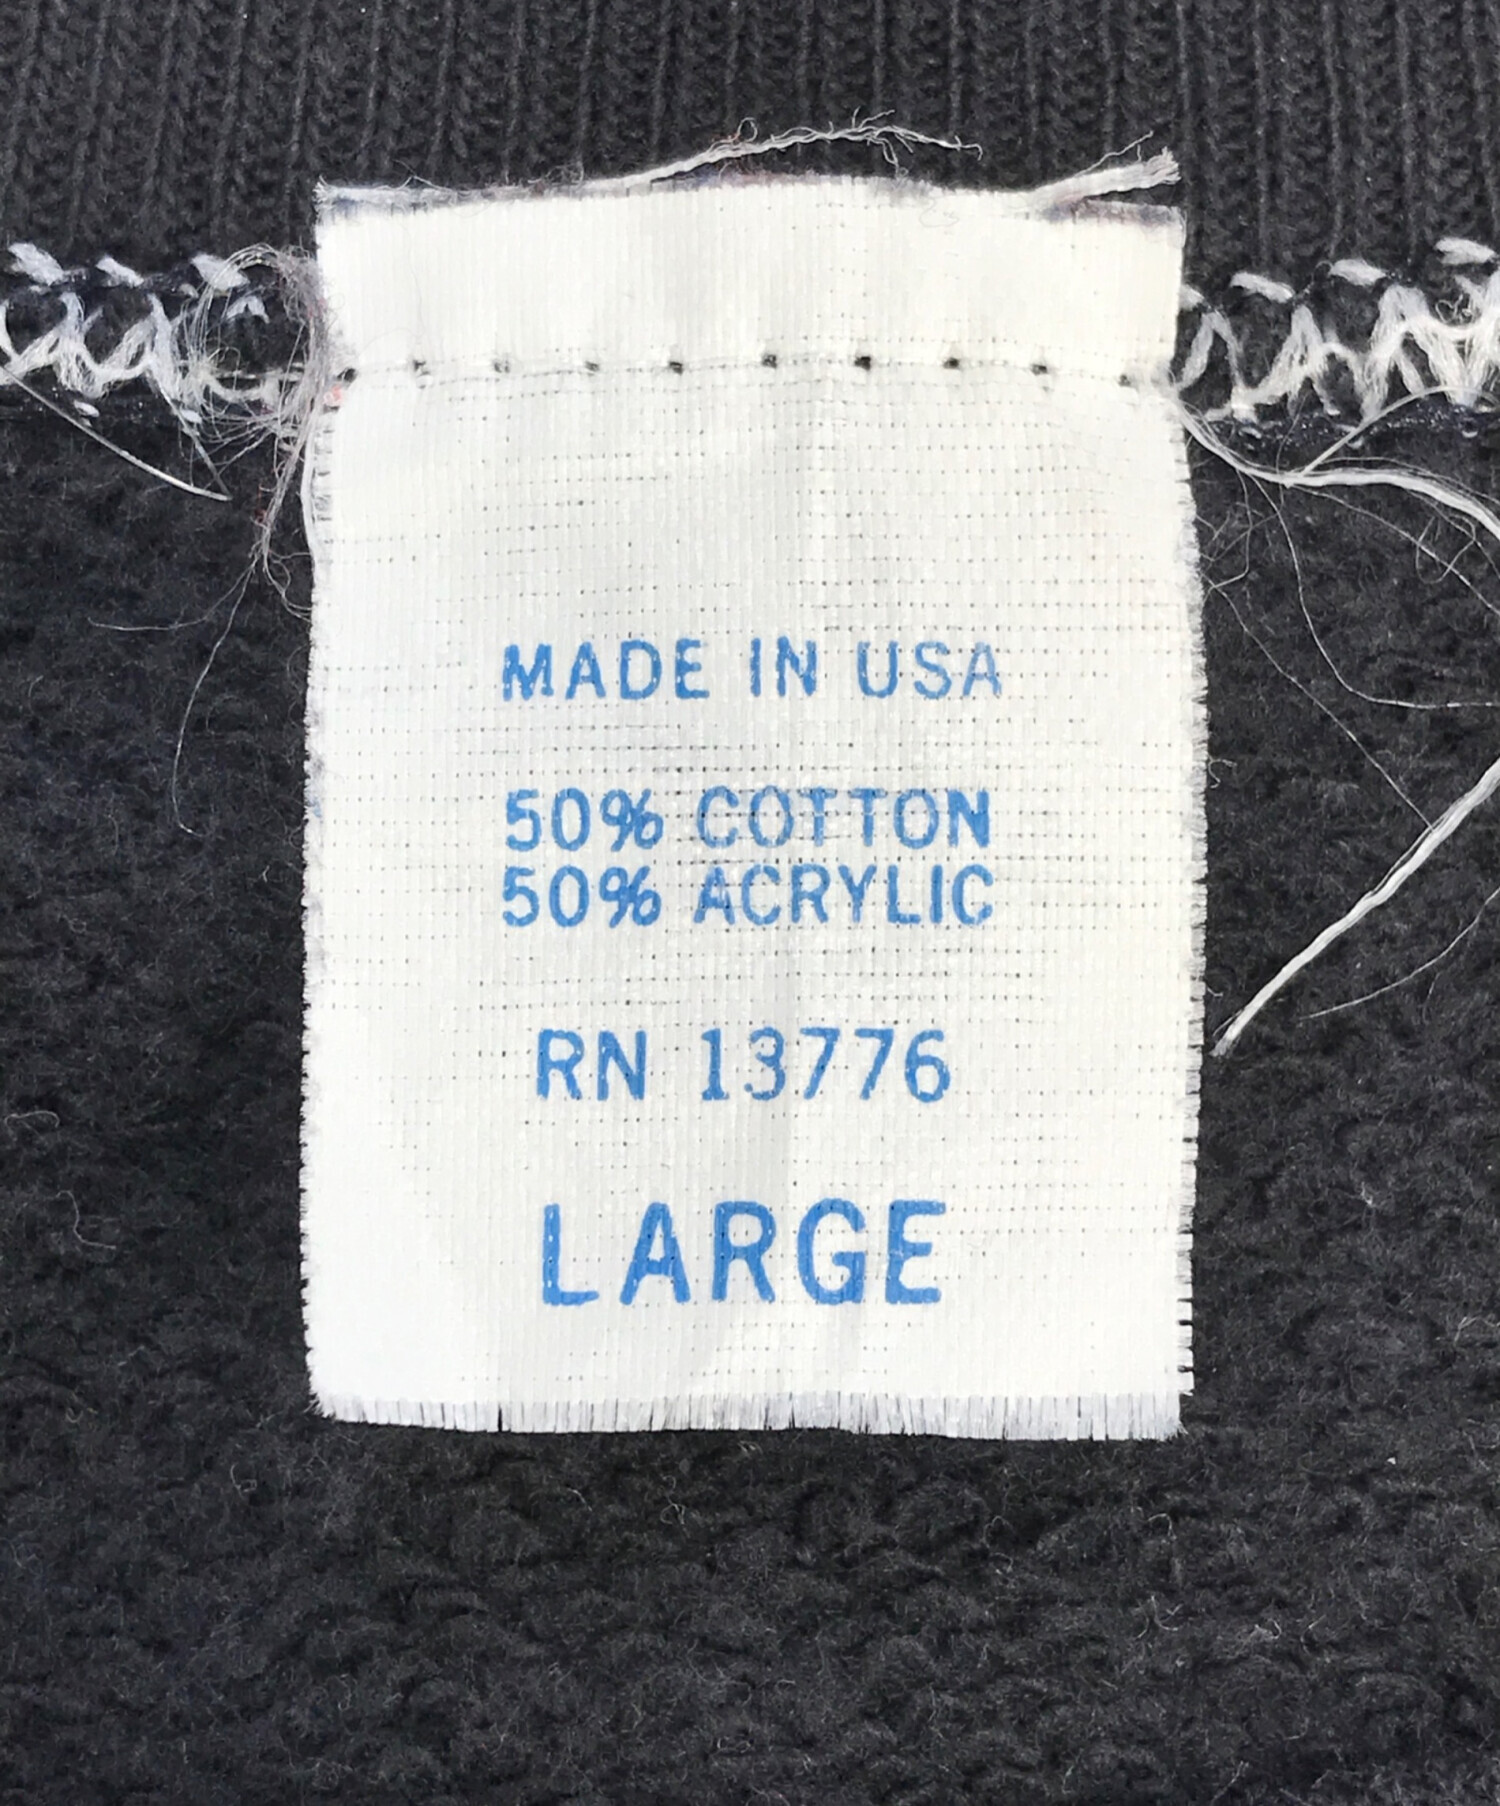 MADE IN USA
50% COTTON
50% ACRYLIC
RN 13776
LARGE